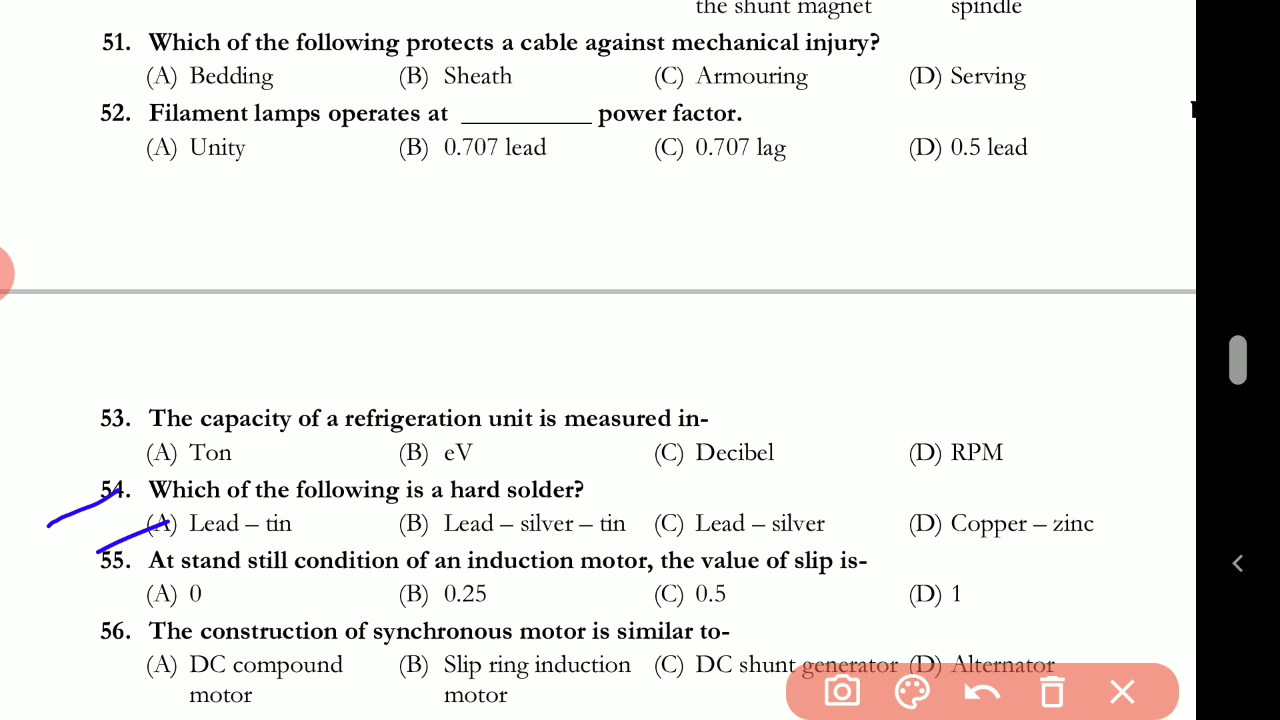 the shunt magnet spindle
51. Which of the following protects a cable against mechanical injury?
(A) Bedding (B) Sheath (C) Armouring (D) Serving
52. Filament lamps operates at __________ power factor.
(A) Unity (B) 0.707 lead (C) 0.707 lag (D) 0.5 lead
53. The capacity of a refrigeration unit is measured in-
(A) Ton (B) eV (C) Decibel (D) RPM
54. Which of the following is a hard solder?
(A) Lead – tin (B) Lead – silver – tin (C) Lead – silver (D) Copper – zinc
55. At stand still condition of an induction motor, the value of slip is-
(A) 0 (B) 0.25 (C) 0.5 (D) 1
56. The construction of synchronous motor is similar to-
(A) DC compound (B) Slip ring induction (C) DC shunt generator (D) Alternator
motor motor